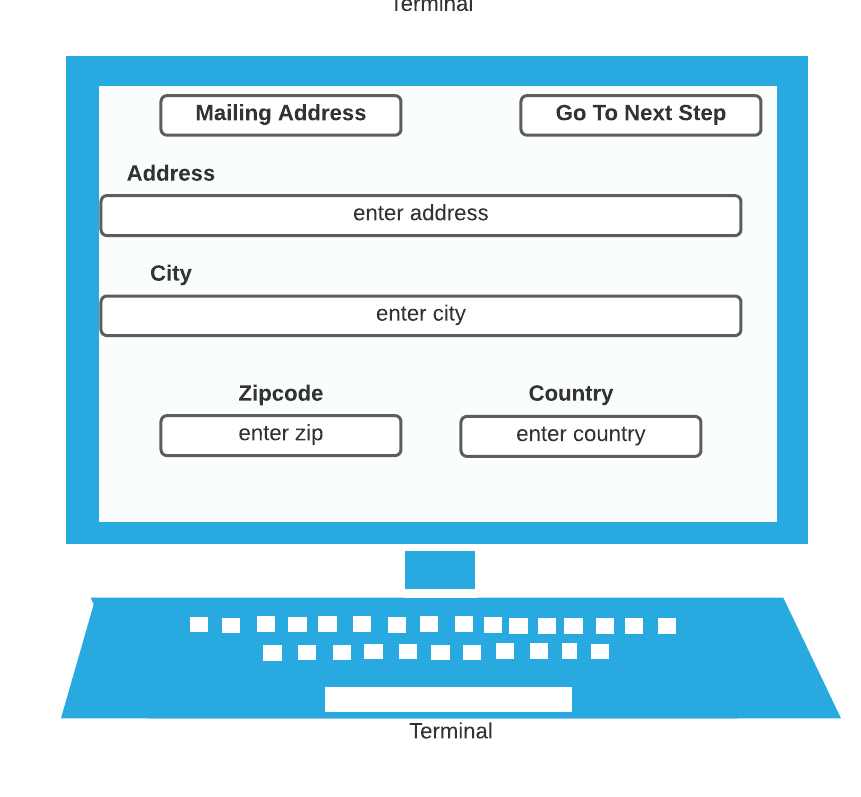 Terminal
Mailing Address
Go To Next Step
Address
enter address
City
enter city
Zipcode
Country
enter zip
enter country
Terminal